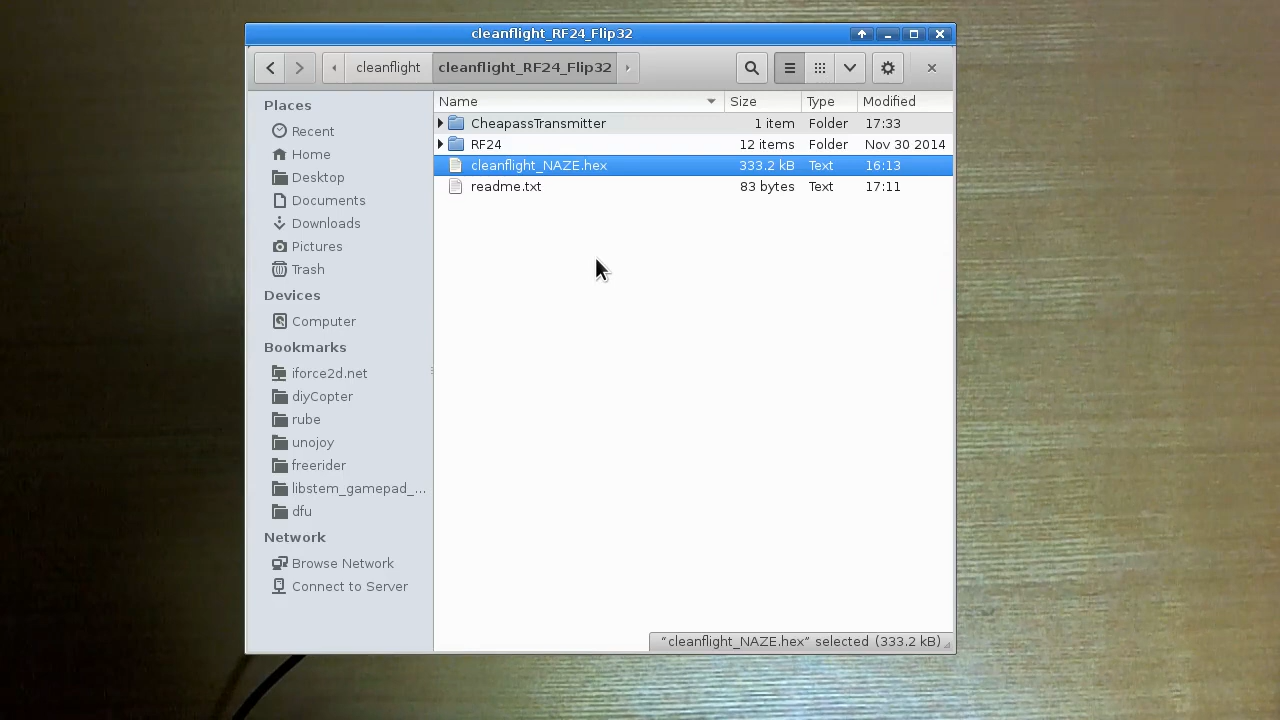 cleanflight_RF24_Flip32
cleanflight cleanflight_RF24_Flip32
Places
Recent
Home
Desktop
Documents
Downloads
Pictures
Trash
Devices
Computer
Bookmarks
iforce2d.net
diyCopter
rube
unojoy
freerider
libstem_gamepad_...
dfu
Network
Browse Network
Connect to Server
Name Size Type Modified
CheapassTransmitter 1 item Folder 17:33
RF24 12 items Folder Nov 30 2014
cleanflight_NAZE.hex 333.2 kB Text 16:13
readme.txt 83 bytes Text 17:11
“cleanflight_NAZE.hex” selected (333.2 kB)